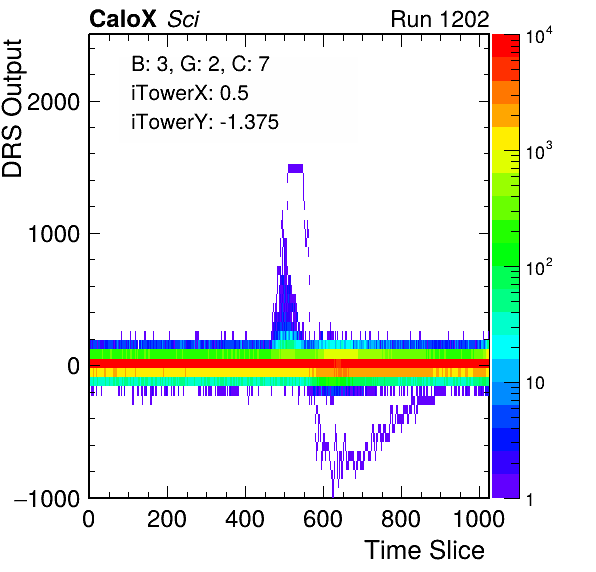 CaloX Sci Run 1202
DRS Output
B: 3, G: 2, C: 7
iTowerX: 0.5
iTowerY: -1.375
2000
1000
0
−1000
0 200 400 600 800 1000
Time Slice
10^4
10^3
10^2
10
1